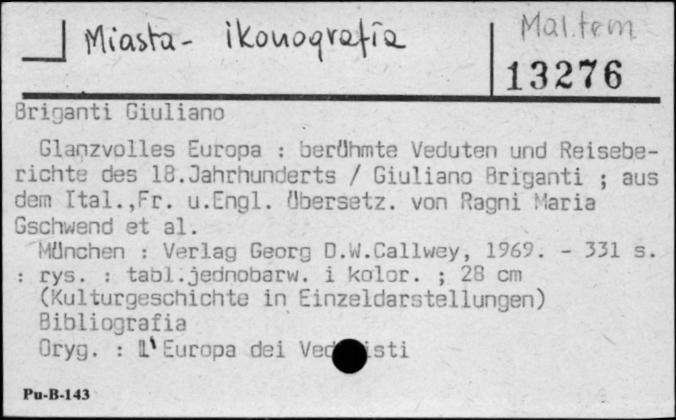 Miasta - ikonografia
Mal. tem
13276
Briganti Giuliano
Glanzvolles Europa : berühmte Veduten und Reisebe-
richte des 18.Jahrhunderts / Giuliano Briganti ; aus
dem Ital.,Fr. u.Engl. Übersetz. von Ragni Maria
Gschwend et al.
München : Verlag Georg D.W.Callwey, 1969. - 331 s.
: rys. : tabl.jednobarw. i kolor. ; 28 cm
(Kulturgeschichte in Einzeldarstellungen)
Bibliografia
Oryg. : L'Europa dei Ved isti
Pu-B-143